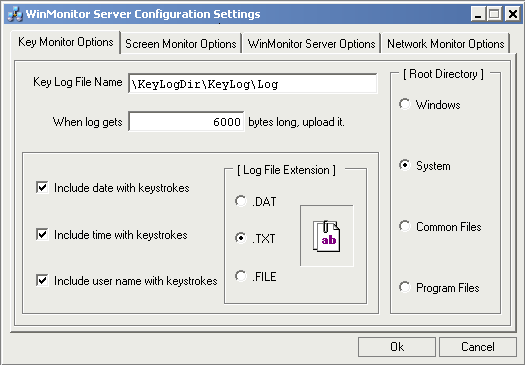 WinMonitor Server Configuration Settings
Key Monitor Options Screen Monitor Options WinMonitor Server Options Network Monitor Options
Key Log File Name \KeyLogDir\KeyLog\Log
When log gets 6000 bytes long, upload it.
Include date with keystrokes
Include time with keystrokes
Include user name with keystrokes
[ Log File Extension ]
.DAT
.TXT
.FILE
ab
[ Root Directory ]
Windows
System
Common Files
Program Files
Ok Cancel